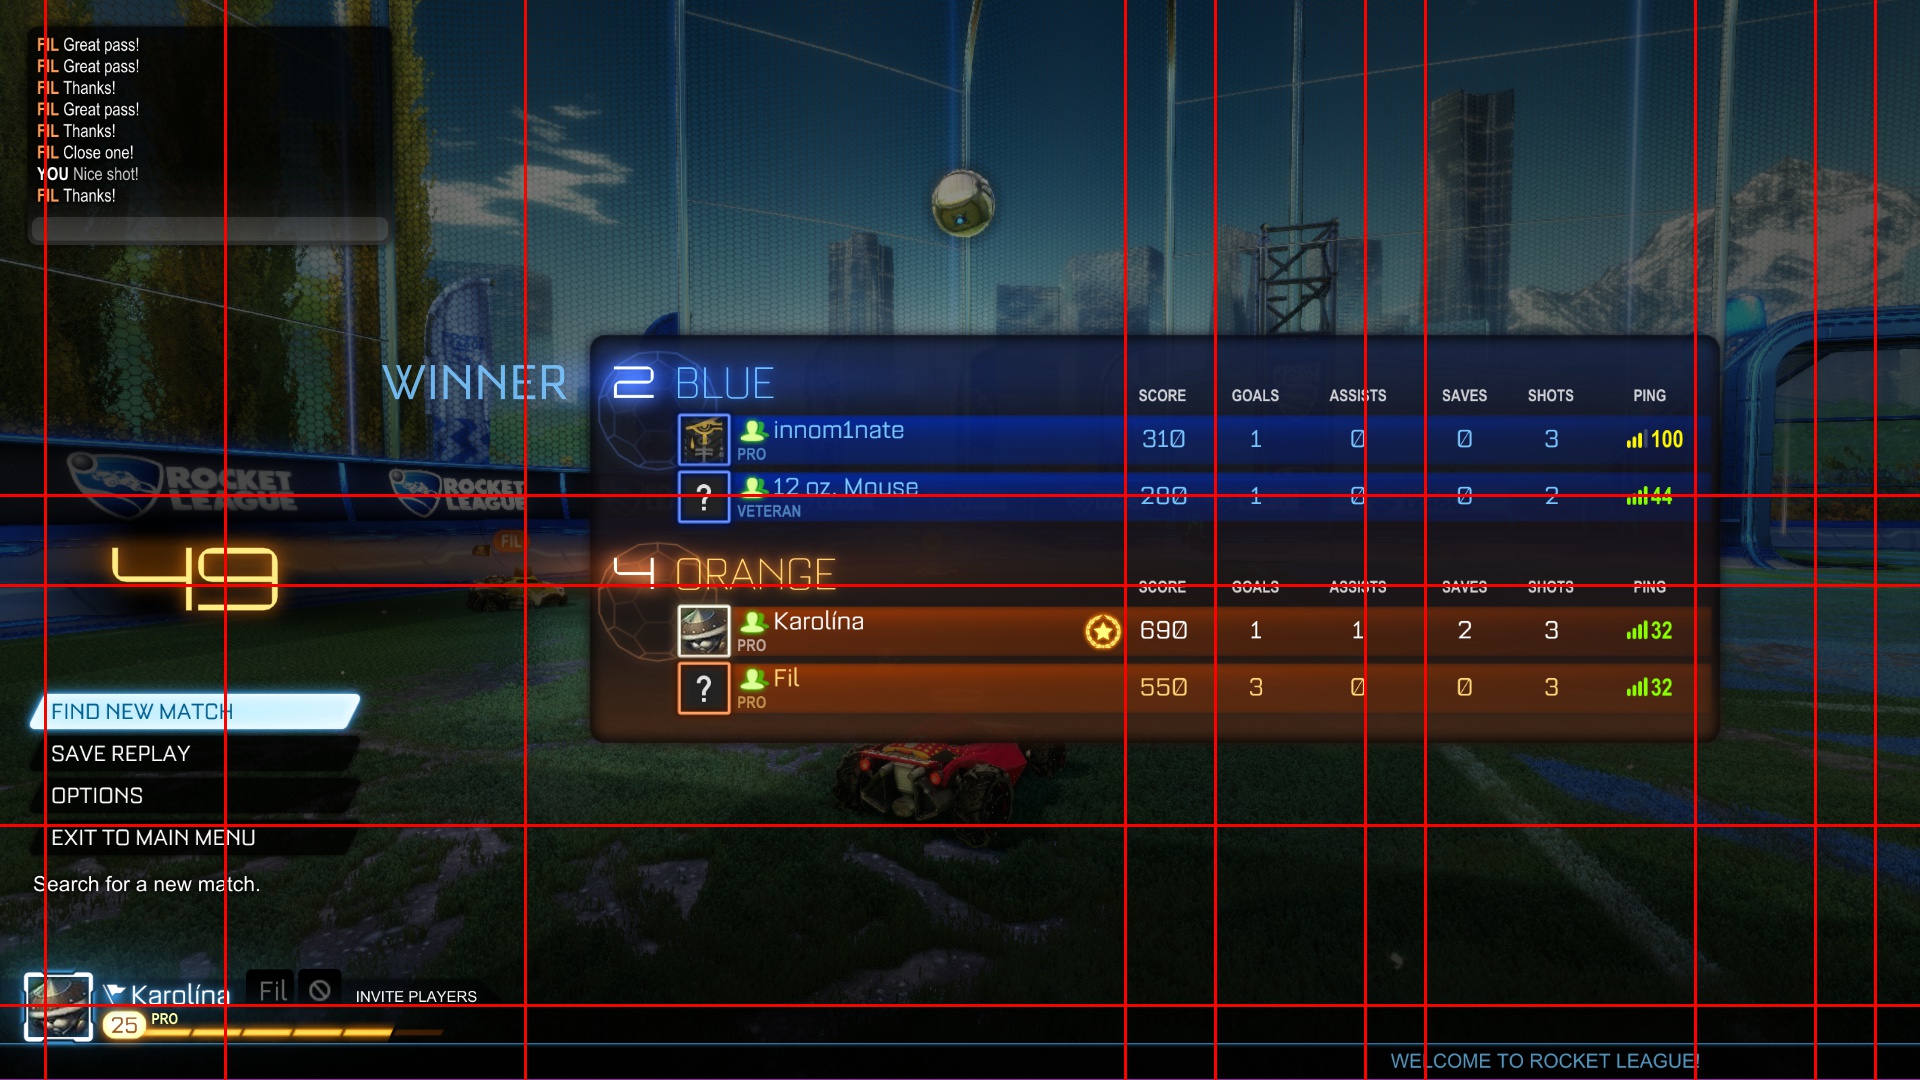 FIL Great pass!
FIL Great pass!
FIL Thanks!
FIL Great pass!
FIL Thanks!
FIL Close one!
YOU Nice shot!
FIL Thanks!
WINNER 2 BLUE
SCORE GOALS ASSISTS SAVES SHOTS PING
innom1nate 310 1 0 0 3 100
PRO
12 oz. Mouse 280 1 0 0 2 44
VETERAN
ROCKET LEAGUE
ROCKET LEAGUE
FIL
49
4 ORANGE
SCORE GOALS ASSISTS SAVES SHOTS PING
Karolína 690 1 1 2 3 32
PRO
Fil 550 3 0 0 3 32
PRO
FIND NEW MATCH
SAVE REPLAY
OPTIONS
EXIT TO MAIN MENU
Search for a new match.
Karolína Fil INVITE PLAYERS
25 PRO
WELCOME TO ROCKET LEAGUE!